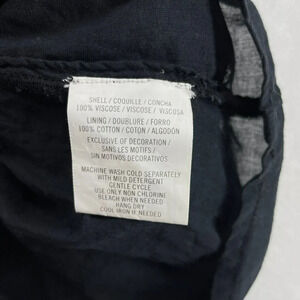 SHELL / COQUILLE / CONCHA
100% VISCOSE / VISCOSE / VISCOSA
LINING / DOUBLURE / FORRO
100% COTTON / COTON / ALGODÓN
EXCLUSIVE OF DECORATION /
SANS LES MOTIFS /
SIN MOTIVOS DECORATIVOS
MACHINE WASH COLD SEPARATELY
WITH MILD DETERGENT
GENTLE CYCLE
USE ONLY NON CHLORINE
BLEACH WHEN NEEDED
HANG DRY
COOL IRON IF NEEDED